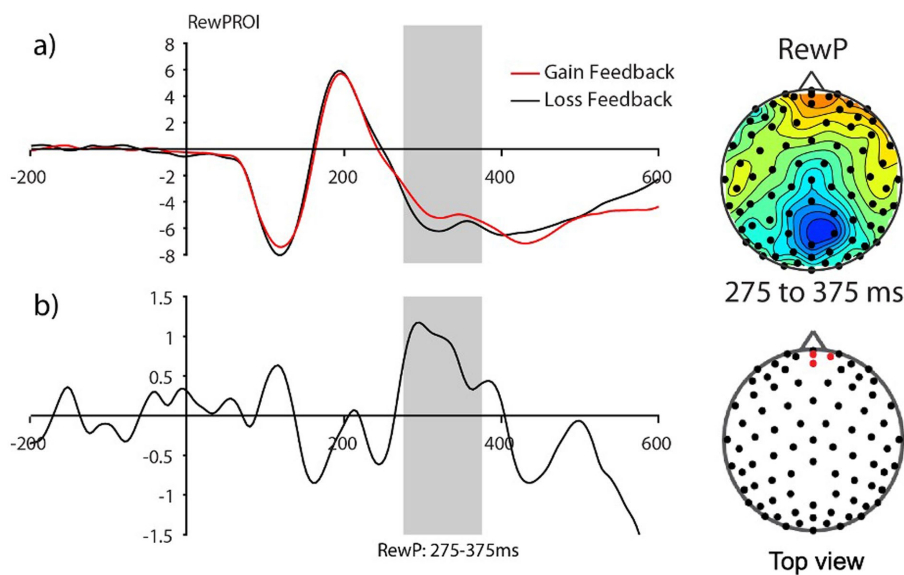 RewPROI
a)
8
6
4
2
-2
-4
-6
-8
-200
200
400
600
Gain Feedback
Loss Feedback
RewP
275 to 375 ms
b)
1.5
1
0.5
-0.5
-1
-1.5
-200
200
400
600
RewP: 275-375ms
Top view